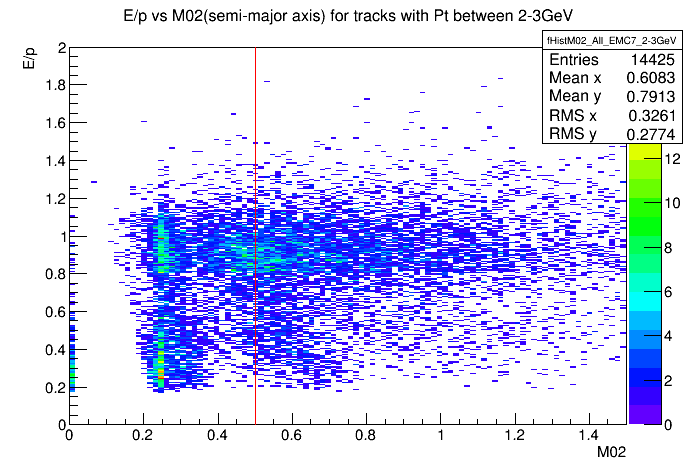 E/p vs M02(semi-major axis) for tracks with Pt between 2-3GeV
E/p
fHistM02_All_EMC7_2-3GeV
Entries 14425
Mean x 0.6083
Mean y 0.7913
RMS x 0.3261
RMS y 0.2774
2
1.8
1.6
1.4
1.2
1
0.8
0.6
0.4
0.2
0
0 0.2 0.4 0.6 0.8 1 1.2 1.4
M02
12
10
8
6
4
2
0